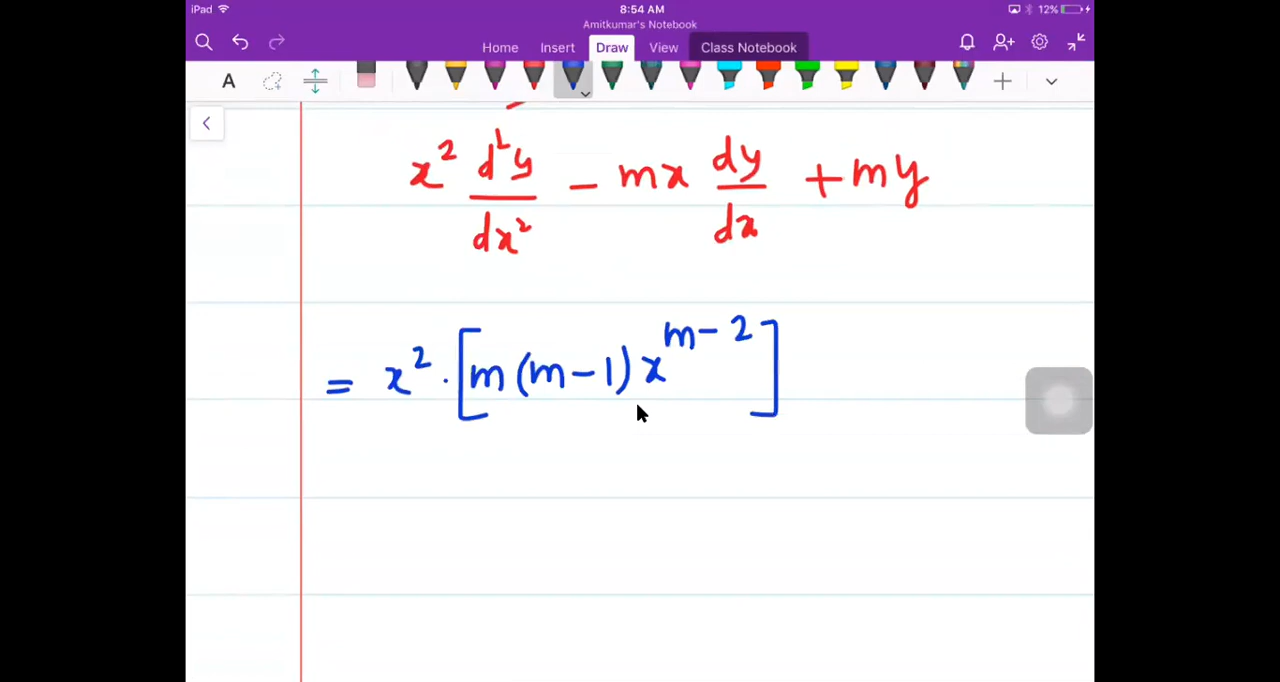 iPad 8:54 AM 12%
Amitkumar's Notebook
Home Insert Draw View Class Notebook
A
x² d²y/dx² - mx dy/dx + my
= x² · [m(m-1)x^(m-2)]